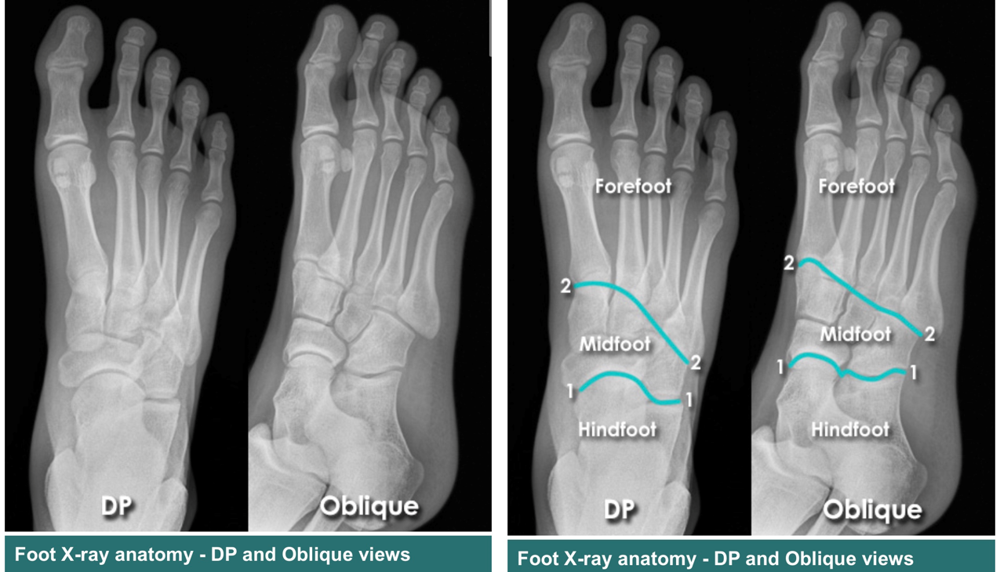 DP
Oblique
Foot X-ray anatomy - DP and Oblique views
Forefoot
Forefoot
2
2
Midfoot
Midfoot
2
2
1
1
1
1
Hindfoot
Hindfoot
DP
Oblique
Foot X-ray anatomy - DP and Oblique views